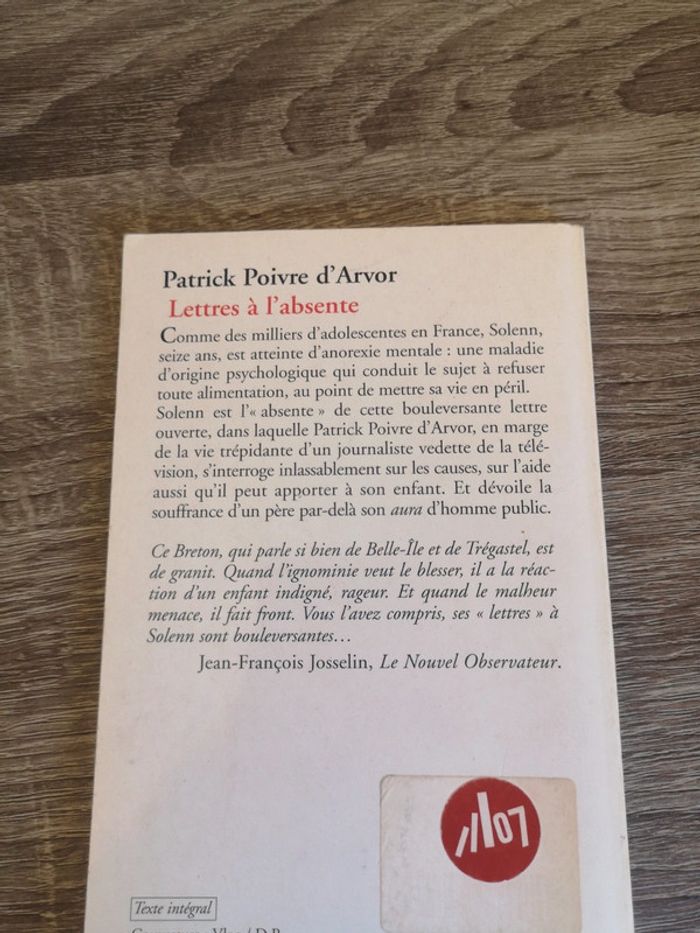 Patrick Poivre d'Arvor
Lettres à l'absente
Comme des milliers d'adolescentes en France, Solenn,
seize ans, est atteinte d'anorexie mentale : une maladie
d'origine psychologique qui conduit le sujet à refuser
toute alimentation, au point de mettre sa vie en péril.
Solenn est l'« absente » de cette bouleversante lettre
ouverte, dans laquelle Patrick Poivre d'Arvor, en marge
de la vie trépidante d'un journaliste vedette de la télé-
vision, s'interroge inlassablement sur les causes, sur l'aide
aussi qu'il peut apporter à son enfant. Et dévoile la
souffrance d'un père par-delà son aura d'homme public.
Ce Breton, qui parle si bien de Belle-Île et de Trégastel, est
de granit. Quand l'ignominie veut le blesser, il a la réac-
tion d'un enfant indigné, rageur. Et quand le malheur
menace, il fait front. Vous l'avez compris, ses « lettres » à
Solenn sont bouleversantes…
Jean-François Josselin, Le Nouvel Observateur.
Texte intégral